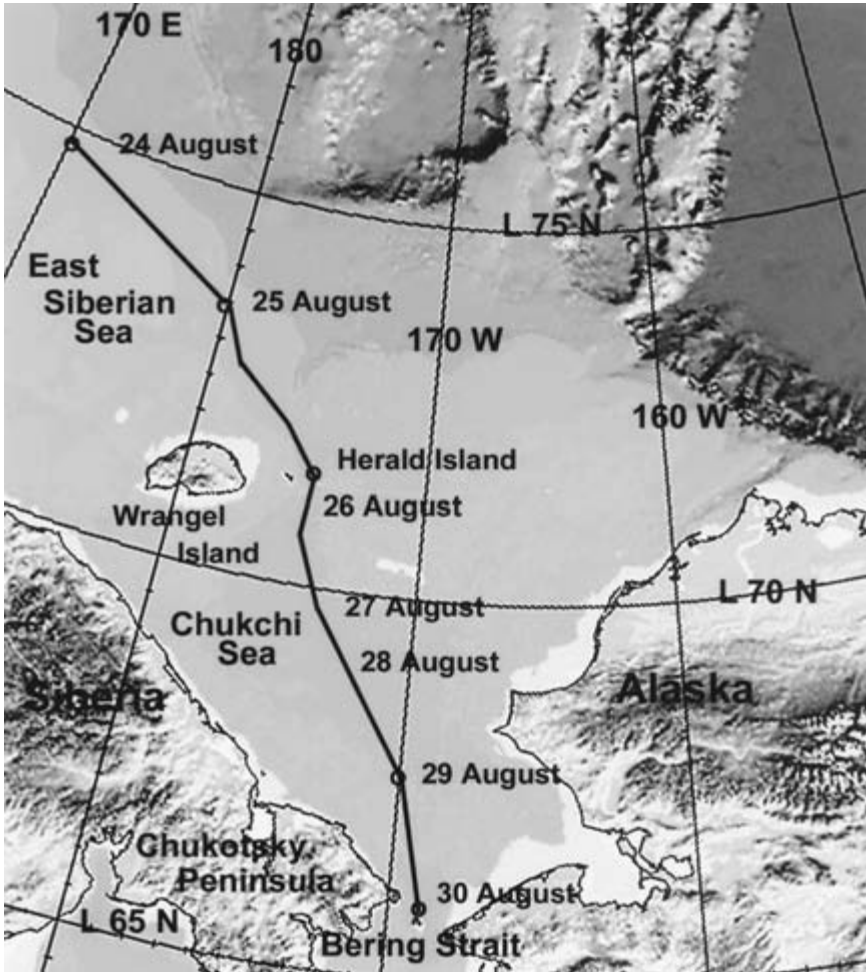 170 E
180
24 August
L 75 N
East
Siberian
Sea
25 August
170 W
160 W
Herald Island
26 August
Wrangel
Island
L 70 N
27 August
Chukchi
Sea
28 August
Siberia
Alaska
29 August
Chukotsky
Peninsula
30 August
L 65 N
Bering Strait